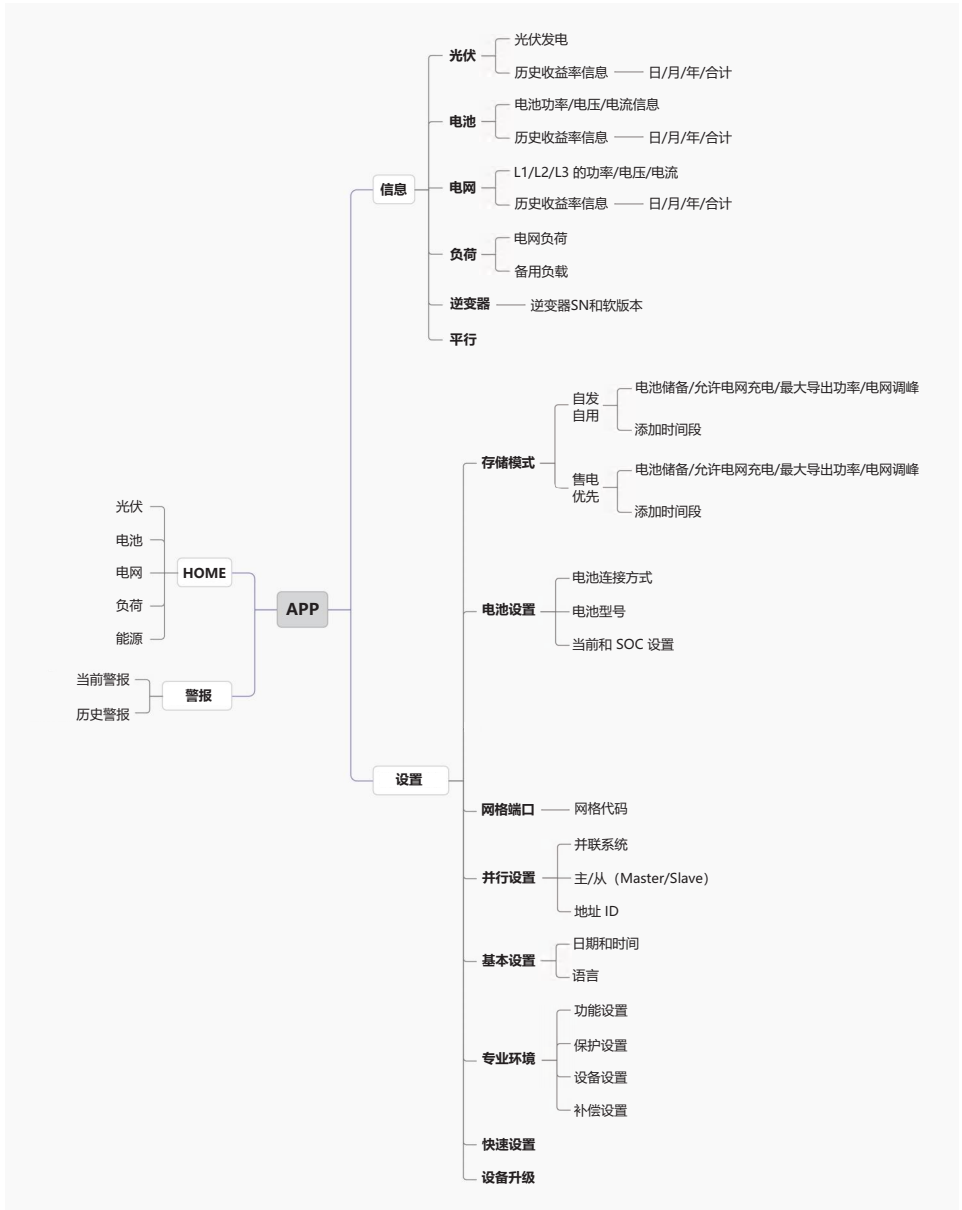 光伏
光伏发电
历史收益率信息
日/月/年/合计
电池
电池功率/电压/电流信息
历史收益率信息
日/月/年/合计
信息
电网
L1/L2/L3 的功率/电压/电流
历史收益率信息
日/月/年/合计
负荷
电网负荷
备用负载
逆变器
逆变器SN和软版本
平行
存储模式
自发
自用
电池储备/允许电网充电/最大导出功率/电网调峰
添加时间段
售电
优先
电池储备/允许电网充电/最大导出功率/电网调峰
添加时间段
光伏
电池
电网
负荷
能源
HOME
APP
当前警报
历史警报
警报
电池设置
电池连接方式
电池型号
当前和 SOC 设置
设置
网格端口
网格代码
并行设置
并联系统
主/从（Master/Slave）
地址 ID
基本设置
日期和时间
语言
专业环境
功能设置
保护设置
设备设置
补偿设置
快速设置
设备升级